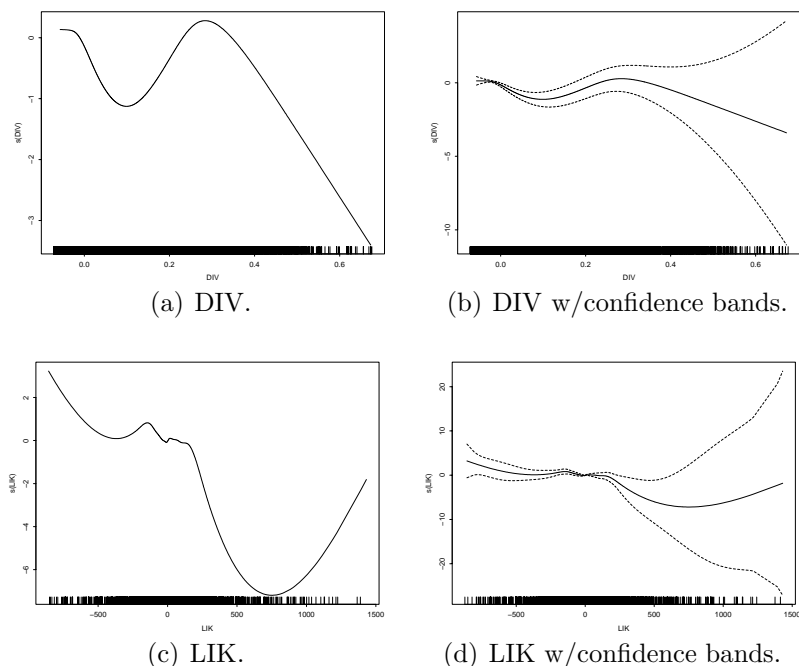 0
−1
−2
−3
s(DIV)
0.0 0.2 0.4 0.6
DIV
(a) DIV.
0
−5
−10
s(DIV)
0.0 0.2 0.4 0.6
DIV
(b) DIV w/confidence bands.
2
0
−2
−4
−6
s(LIK)
−500 0 500 1000 1500
LIK
(c) LIK.
20
10
0
−10
−20
s(LIK)
−500 0 500 1000 1500
LIK
(d) LIK w/confidence bands.